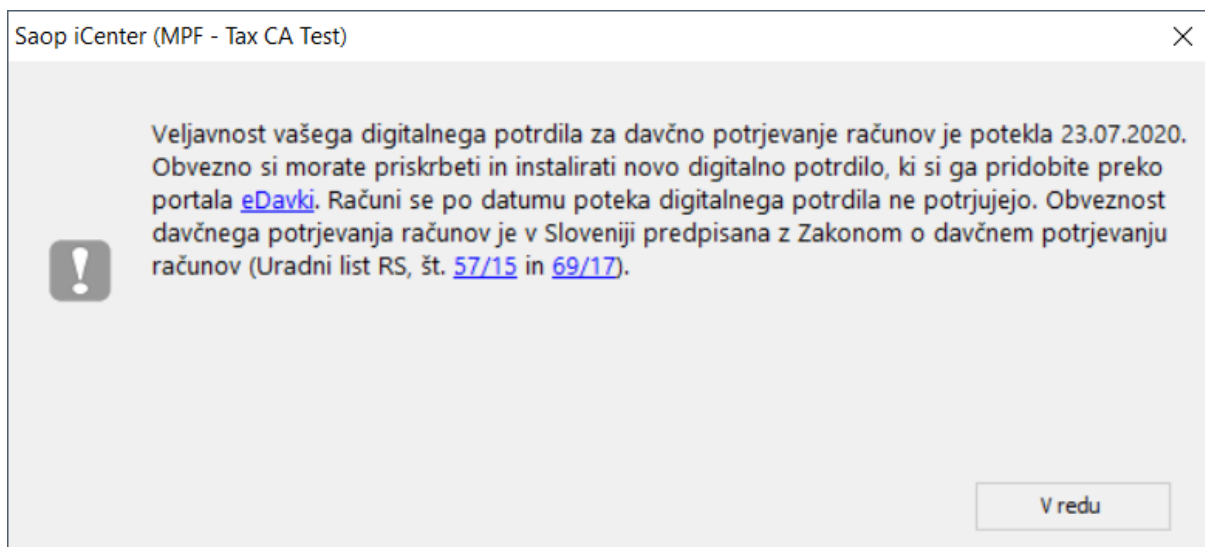 Saop iCenter (MPF - Tax CA Test)
Veljavnost vašega digitalnega potrdila za davčno potrjevanje računov je potekla 23.07.2020.
Obvezno si morate priskrbeti in instalirati novo digitalno potrdilo, ki si ga pridobite preko
portala eDavki. Računi se po datumu poteka digitalnega potrdila ne potrjujejo. Obveznost
davčnega potrjevanja računov je v Sloveniji predpisana z Zakonom o davčnem potrjevanju
računov (Uradni list RS, št. 57/15 in 69/17).
V redu